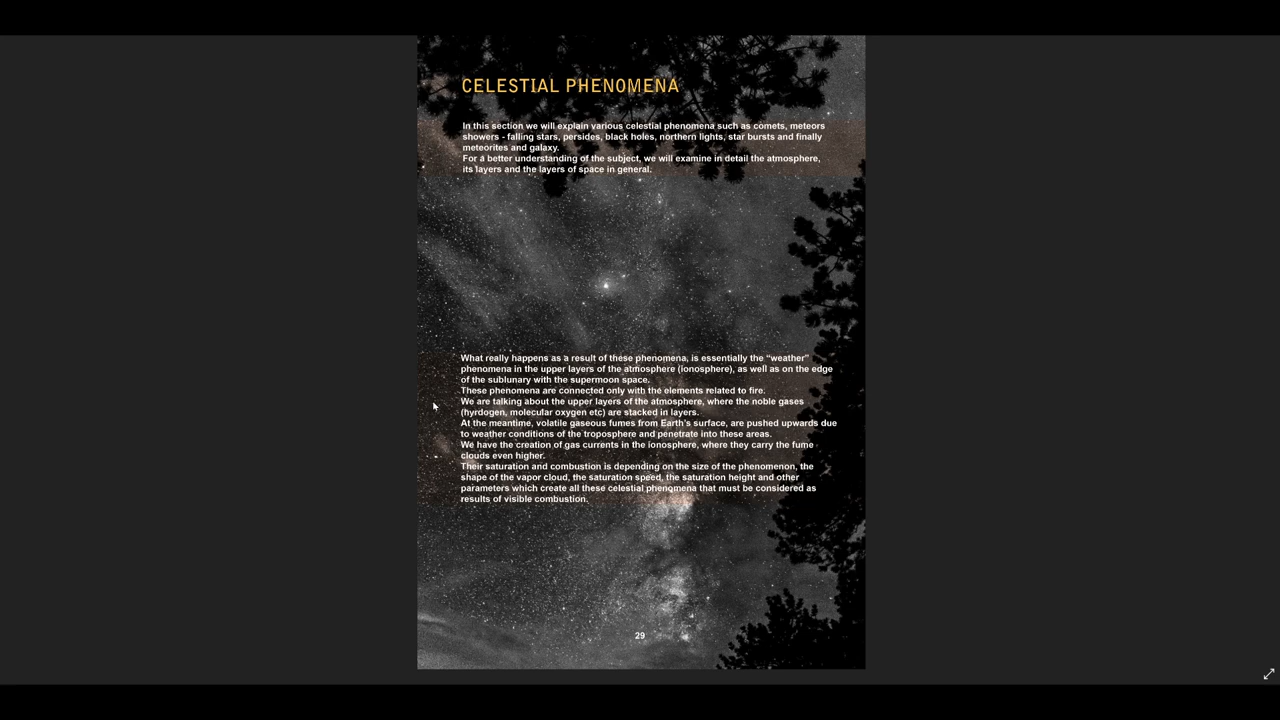 CELESTIAL PHENOMENA
In this section we will explain various celestial phenomena such as comets, meteors
showers - falling stars, persides, black holes, northern lights, star bursts and finally
meteorites and galaxy.
For a better understanding of the subject, we will examine in detail the atmosphere,
its layers and the layers of space in general.
What really happens as a result of these phenomena, is essentially the “weather”
phenomena in the upper layers of the atmosphere (ionosphere), as well as on the edge
of the sublunary with the supermoon space.
These phenomena are connected only with the elements related to fire.
We are talking about the upper layers of the atmosphere, where the noble gases
(hyrdogen, molecular oxygen etc) are stacked in layers.
At the meantime, volatile gaseous fumes from Earth's surface, are pushed upwards due
to weather conditions of the troposphere and penetrate into these areas.
We have the creation of gas currents in the ionosphere, where they carry the fume
clouds even higher.
Their saturation and combustion is depending on the size of the phenomenon, the
shape of the vapor cloud, the saturation speed, the saturation height and other
parameters which create all these celestial phenomena that must be considered as
results of visible combustion.
29